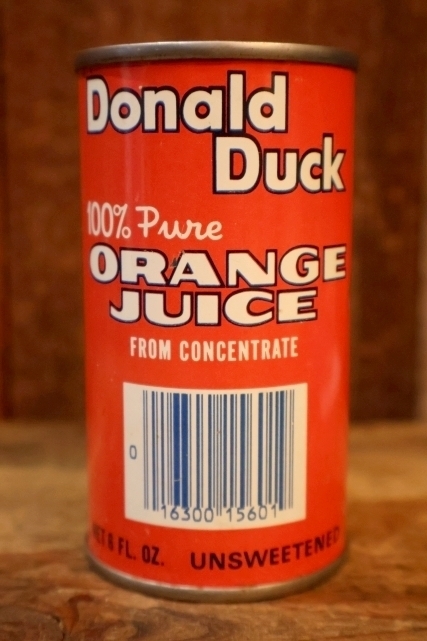 Donald
Duck
100% Pure
ORANGE
JUICE
FROM CONCENTRATE
0
16300 15601
NET 6 FL. OZ. UNSWEETENED